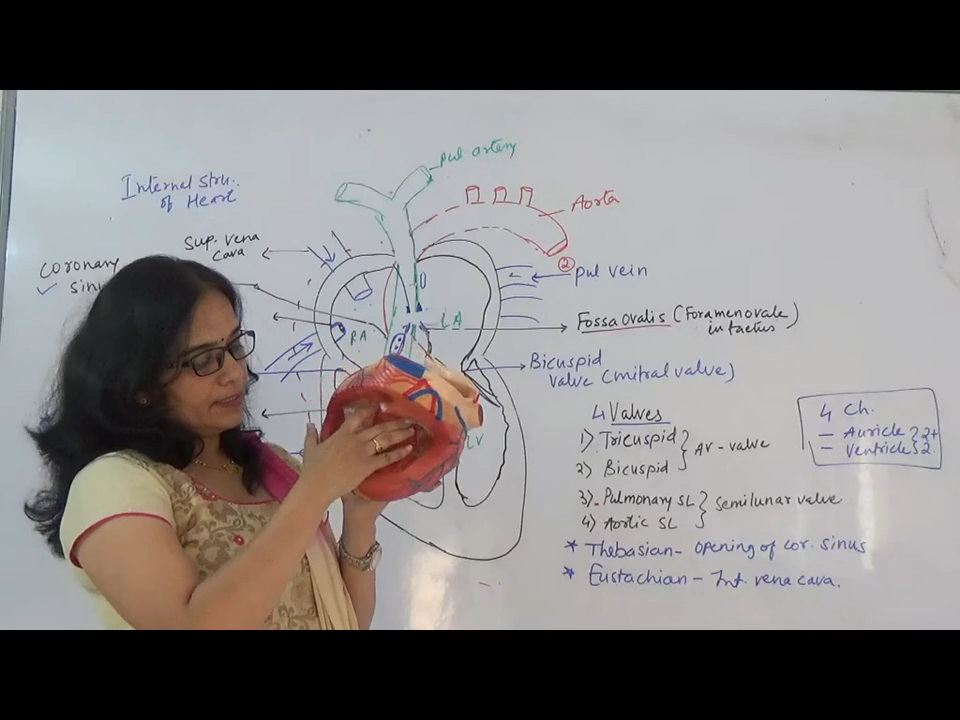 Internal Stru.
of Heart
Pul artery
Aorta
Sup. vena
cava
Coronary
✓ sinu
② pul vein
RA
LA
Fossa ovalis (Foramen ovale
in foetus)
Bicuspid
valve (mitral valve)
LV
4 Valves
1) Tricuspid
2) Bicuspid
} AV-valve
3) Pulmonary SL
4) Aortic SL
} Semilunar valve
4 Ch.
- Auricle } 2+
- Ventricle } 2
* Thebasian- opening of cor. sinus
* Eustachian - Inf. vena cava.